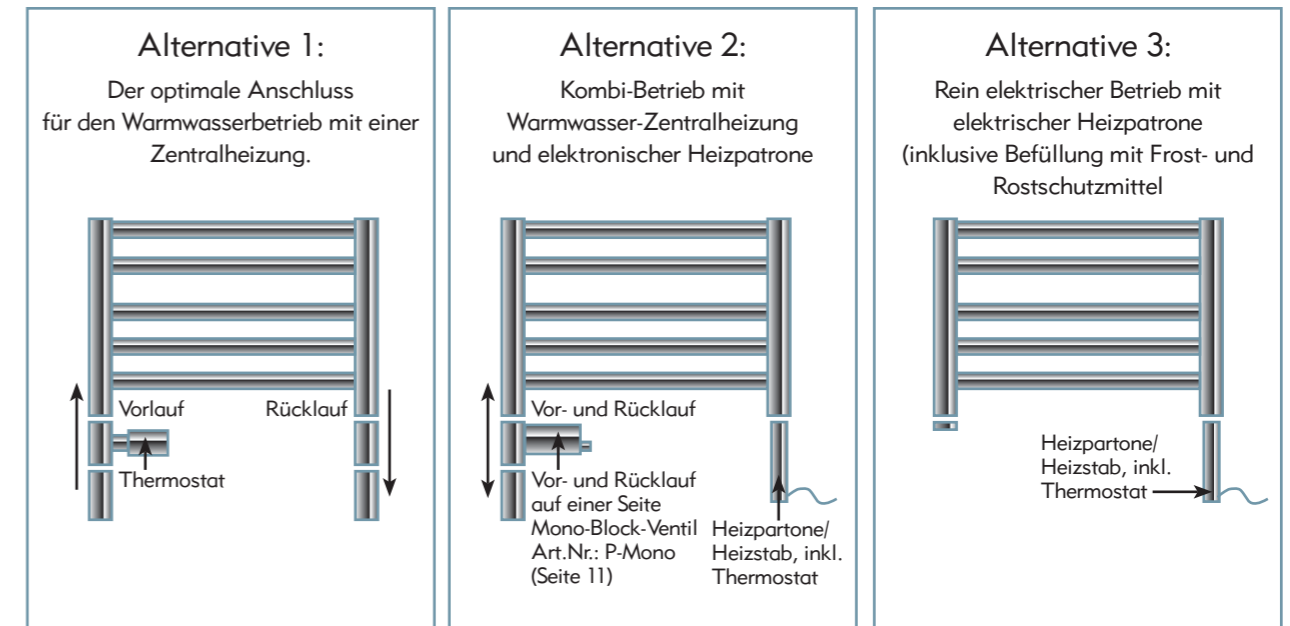 Alternative 1:
Der optimale Anschluss
für den Warmwasserbetrieb mit einer
Zentralheizung.
Vorlauf
Rücklauf
Thermostat
Alternative 2:
Kombi-Betrieb mit
Warmwasser-Zentralheizung
und elektronischer Heizpatrone
Vor- und Rücklauf
Vor- und Rücklauf
auf einer Seite
Mono-Block-Ventil
Art.Nr.: P-Mono
(Seite 11)
Heizpartone/
Heizstab, inkl.
Thermostat
Alternative 3:
Rein elektrischer Betrieb mit
elektrischer Heizpatrone
(inklusive Befüllung mit Frost- und
Rostschutzmittel
Heizpartone/
Heizstab, inkl.
Thermostat